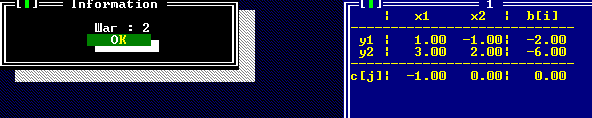 Information
War : 2
OK
1
x1 x2 b[i]
y1 1.00 -1.00 -2.00
y2 3.00 2.00 -6.00
c[j] -1.00 0.00 0.00